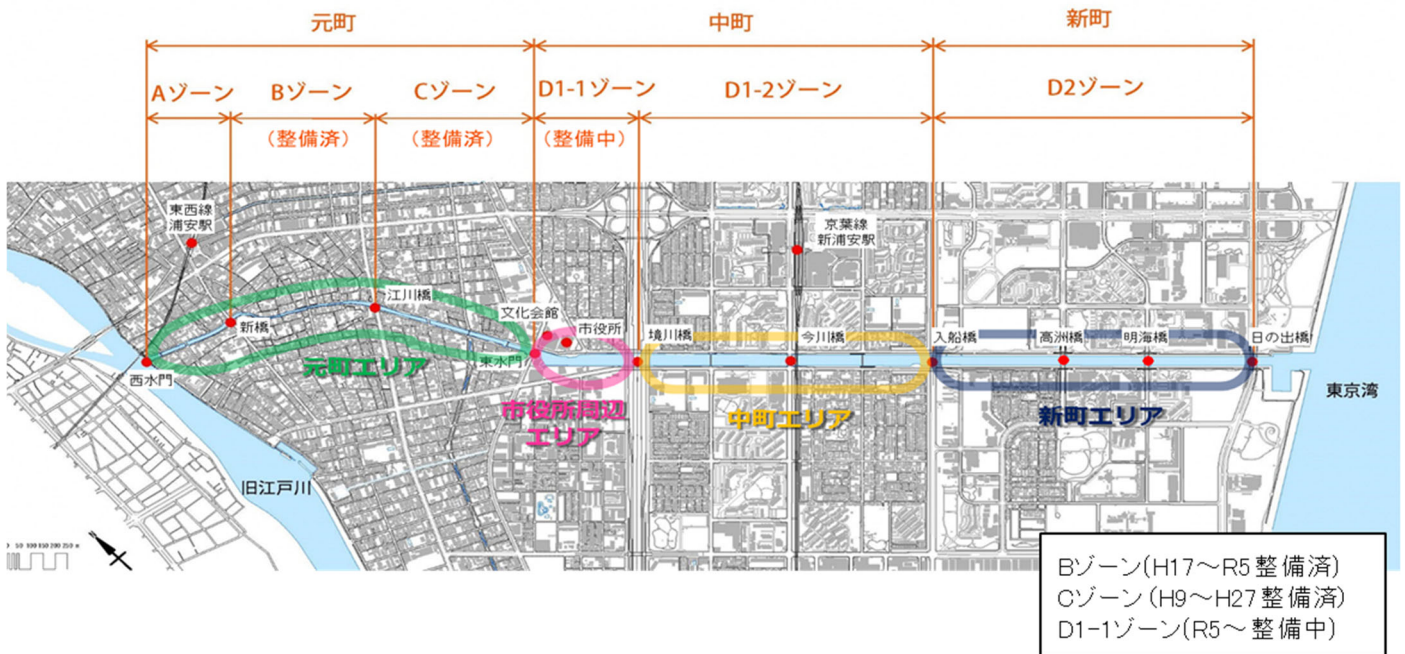 元町
中町
新町
Aゾーン
Bゾーン
Cゾーン
D1-1ゾーン
D1-2ゾーン
D2ゾーン
（整備済）
（整備済）
（整備中）
東西線
浦安駅
京葉線
新浦安駅
新橋
江川橋
文化会館
市役所
境川橋
今川橋
入船橋
高洲橋
明海橋
日の出橋
西水門
東水門
元町エリア
市役所周辺
エリア
中町エリア
新町エリア
東京湾
旧江戸川
0 50 100 150 200 250 m
Bゾーン(H17～R5整備済)
Cゾーン(H9～H27整備済)
D1-1ゾーン(R5～整備中)